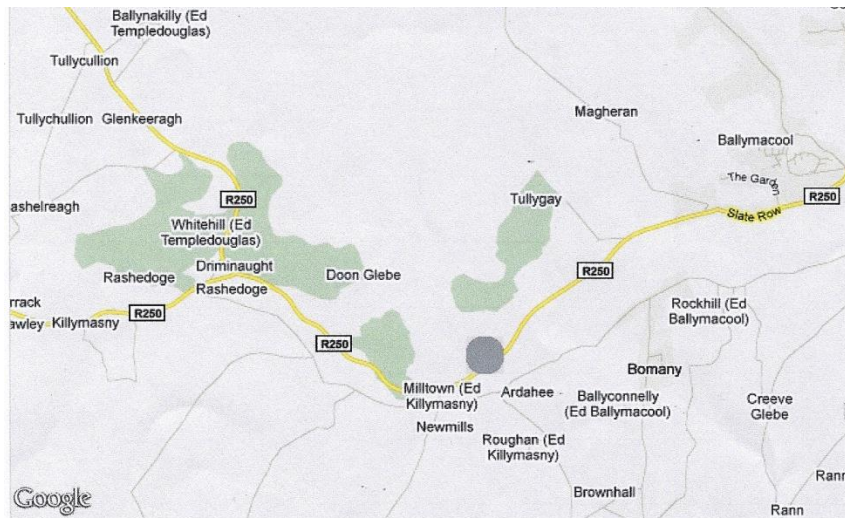 Ballynakilly (Ed
Templedouglas)
Tullycullion
Tullychullion
Glenkeeragh
Magheran
Ballymacool
The Garden
R250
Slate Row
R250
Tullygay
ashelreagh
Whitehill (Ed
Templedouglas)
Driminaught
Doon Glebe
R250
Rashedoge
Rashedoge
Rockhill (Ed
Ballymacool)
rrack
awley
Killymasny
R250
R250
Bomany
Milltown (Ed
Killymasny)
Ardahee
Ballyconnelly
(Ed Ballymacool)
Creeve
Glebe
Newmills
Roughan (Ed
Killymasny)
Brownhall
Rann
Rann
Google